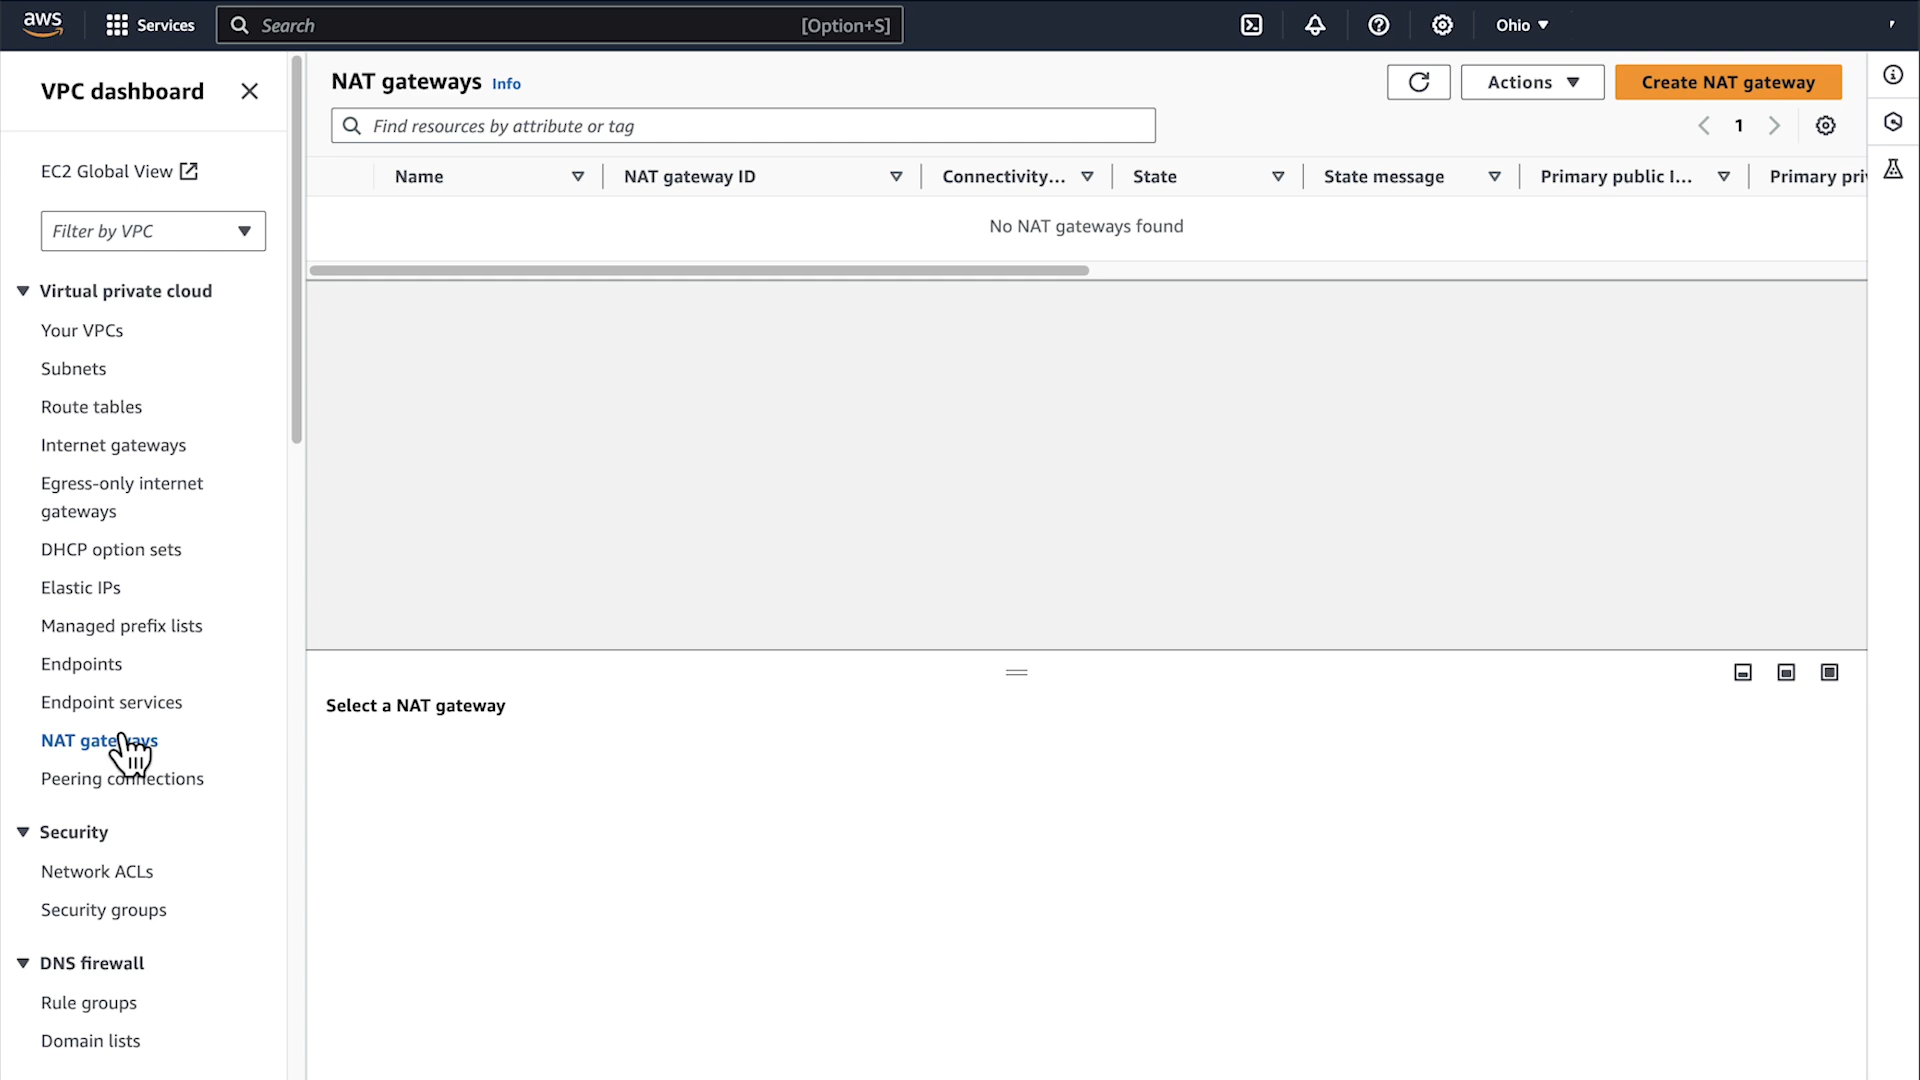 aws
Services
Search
[Option+S]
Ohio
VPC dashboard
EC2 Global View
Filter by VPC
Virtual private cloud
Your VPCs
Subnets
Route tables
Internet gateways
Egress-only internet
gateways
DHCP option sets
Elastic IPs
Managed prefix lists
Endpoints
Endpoint services
NAT gateways
Peering connections
Security
Network ACLs
Security groups
DNS firewall
Rule groups
Domain lists
NAT gateways Info
Actions
Create NAT gateway
Find resources by attribute or tag
1
Name
NAT gateway ID
Connectivity...
State
State message
Primary public I...
Primary pri
No NAT gateways found
Select a NAT gateway